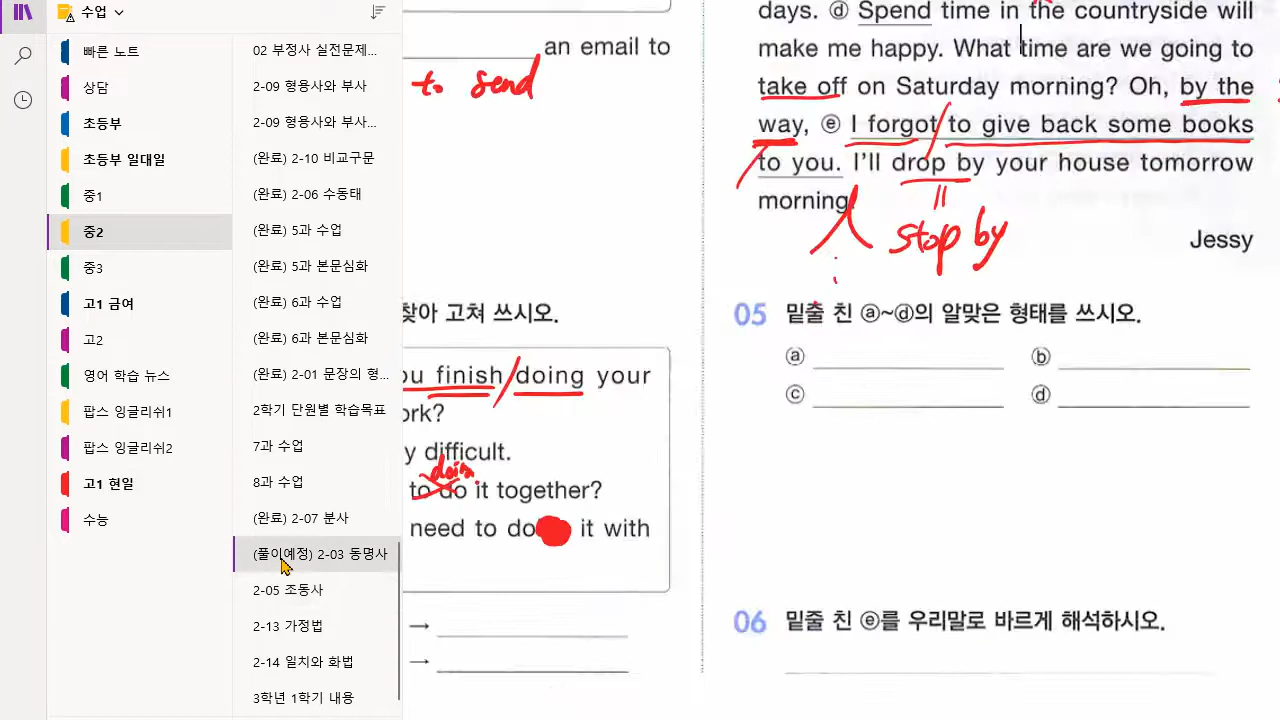 수업
빠른 노트
상담
초등부
초등부 일대일
중1
중2
중3
고1 금여
고2
영어 학습 뉴스
팝스 잉글리쉬1
팝스 잉글리쉬2
고1 현일
수능
02 부정사 실전문제...
2-09 형용사와 부사
2-09 형용사와 부사...
(완료) 2-10 비교구문
(완료) 2-06 수동태
(완료) 5과 수업
(완료) 5과 본문심화
(완료) 6과 수업
(완료) 6과 본문심화
(완료) 2-01 문장의 형...
2학기 단원별 학습목표
7과 수업
8과 수업
(완료) 2-07 분사
(풀이예정) 2-03 동명사
2-05 조동사
2-13 가정법
2-14 일치와 화법
3학년 1학기 내용
an email to
to send
찾아 고쳐 쓰시오.
ou finish/doing your
ork?
y difficult.
doing
to do it together?
need to do it with
→
→
days. ⓓ Spend time in the countryside will
make me happy. What time are we going to
take off on Saturday morning? Oh, by the
way, ⓔ I forgot/to give back some books
to you. I'll drop by your house tomorrow
morning.
stop by
Jessy
05 밑줄 친 ⓐ~ⓓ의 알맞은 형태를 쓰시오.
ⓐ ⓑ
ⓒ ⓓ
06 밑줄 친 ⓔ를 우리말로 바르게 해석하시오.